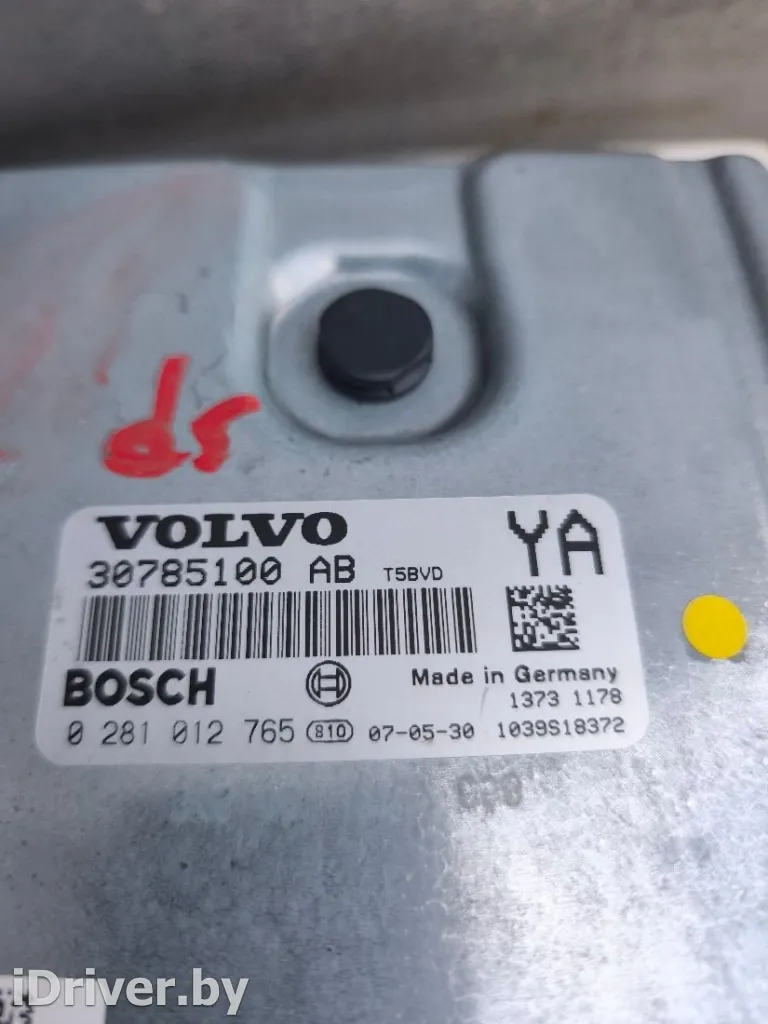 d5
VOLVO
30785100 AB T5BVD YA
BOSCH Made in Germany
1373 1178
0 281 012 765 810 07-05-30 1039S18372
iDriver.by